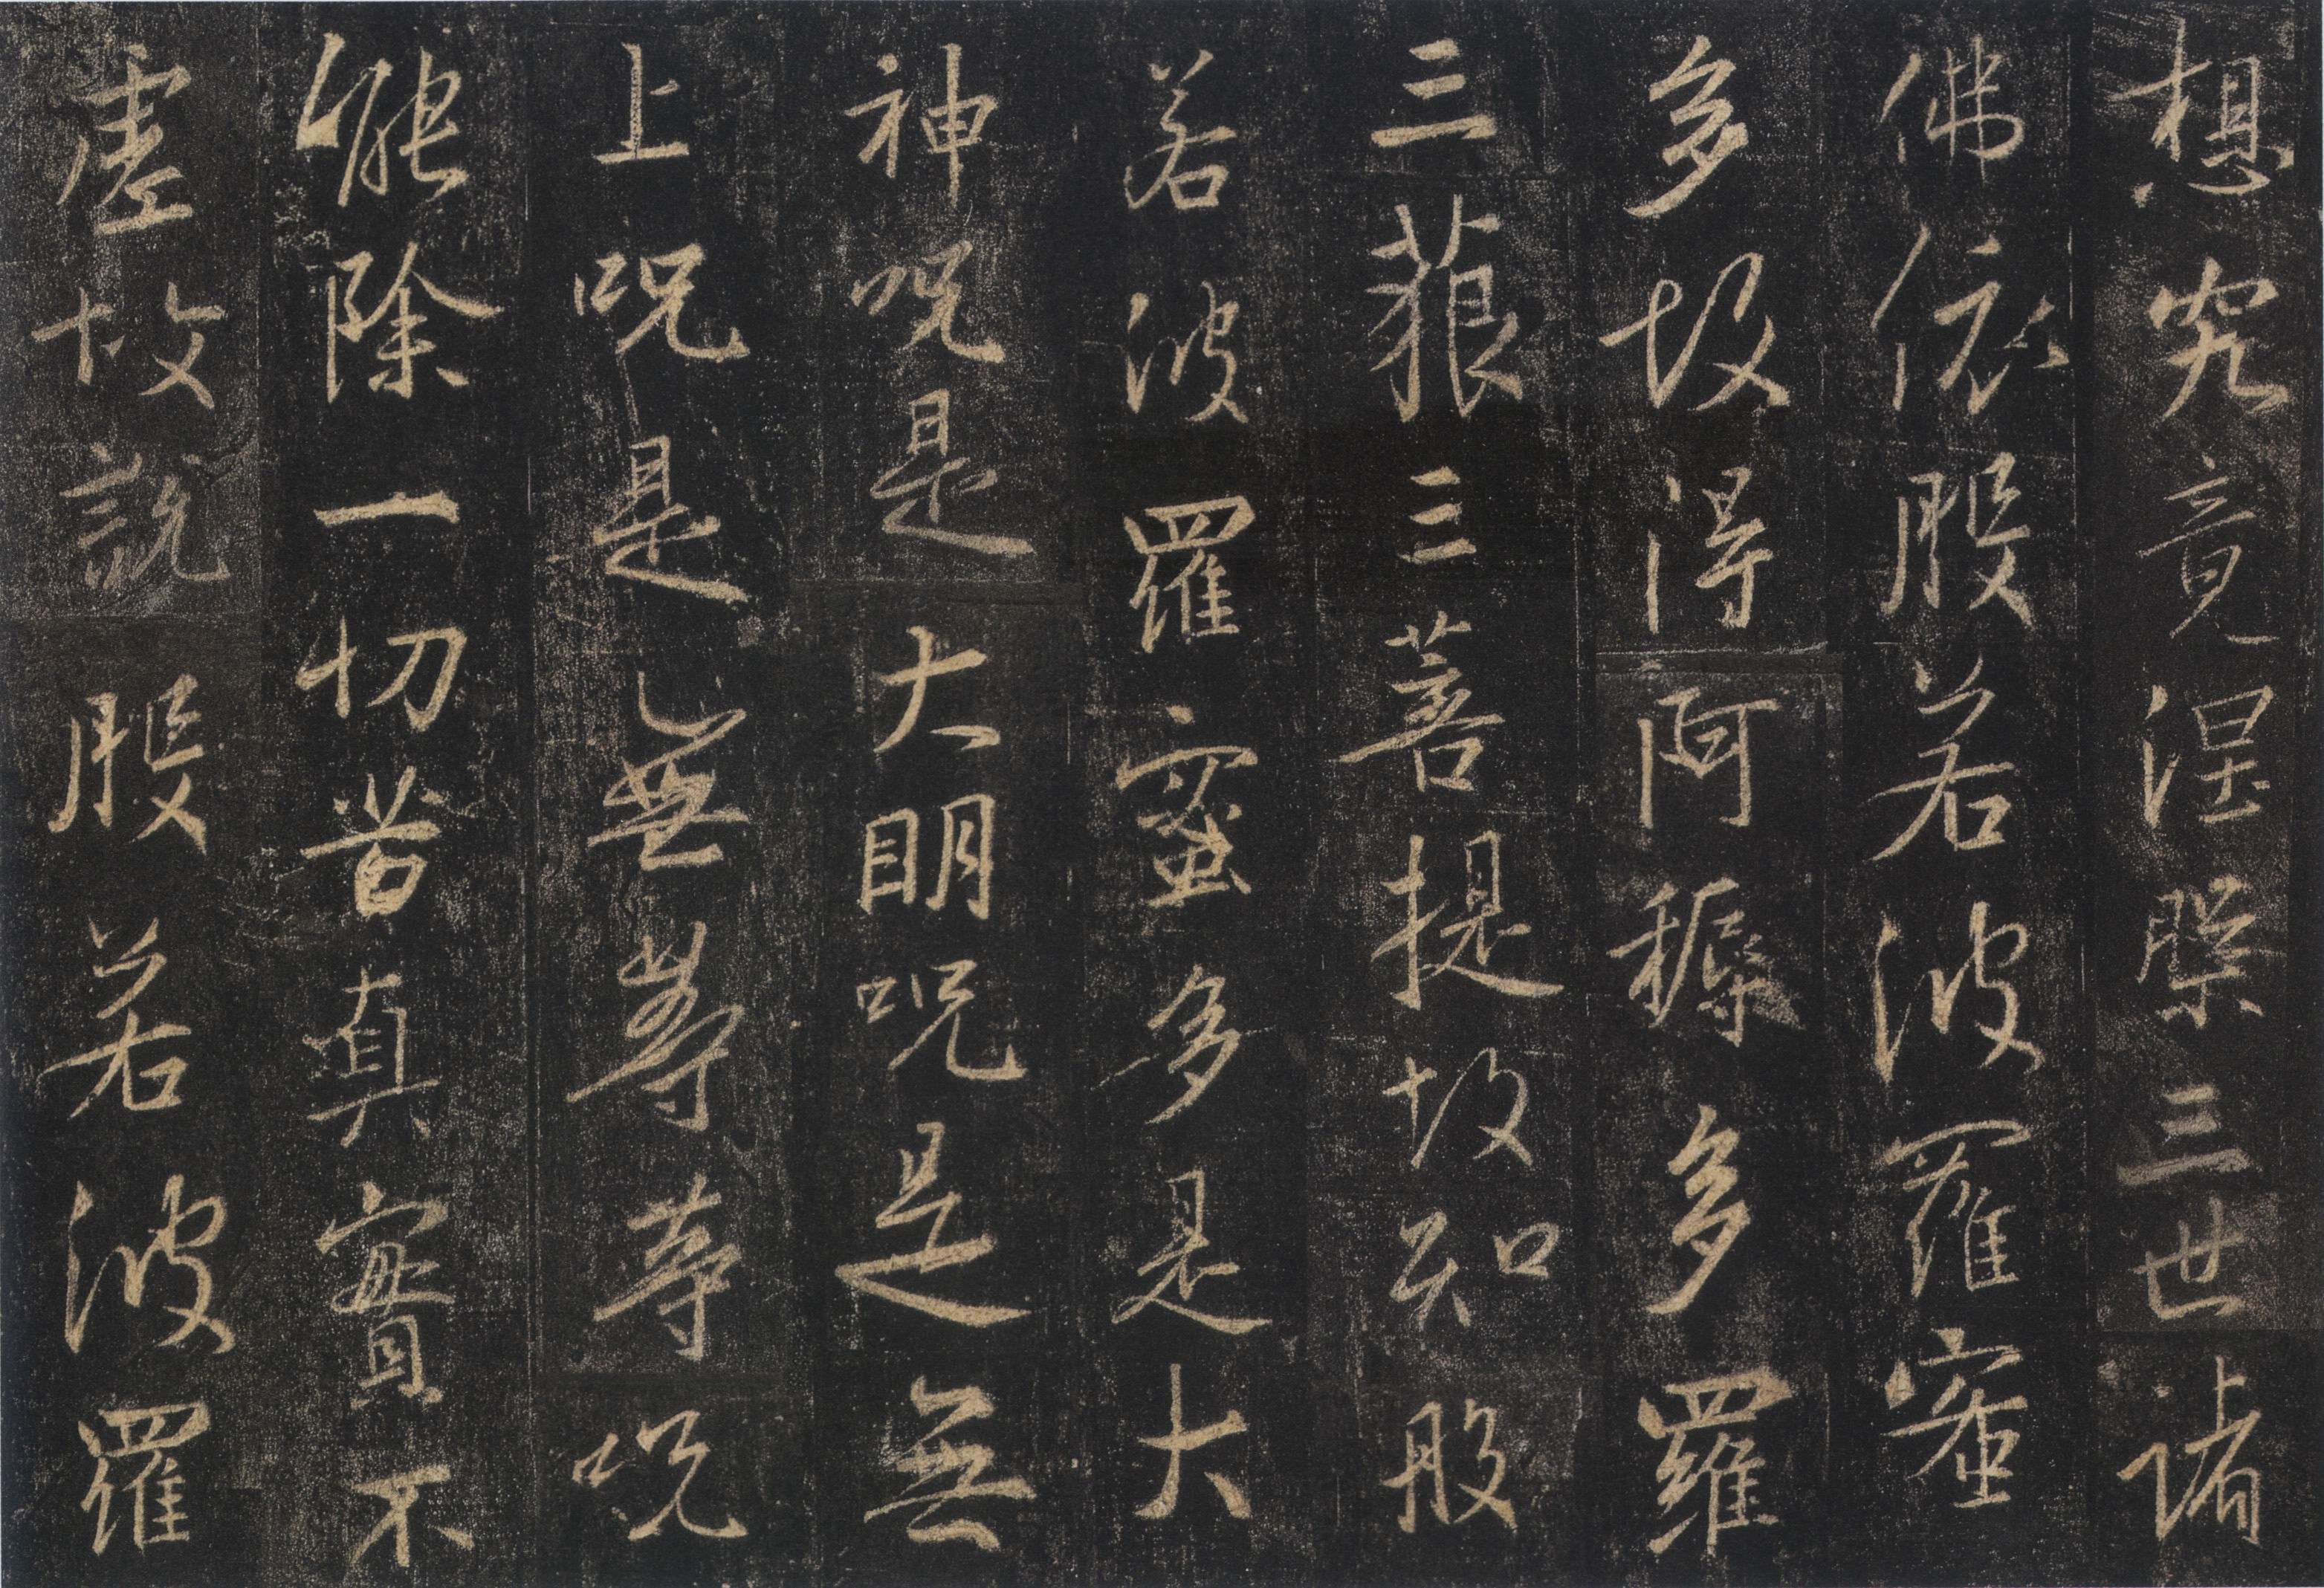 想究竟涅槃三世諸
佛依般若波羅蜜
多故得阿耨多羅
三藐三菩提故知般
若波羅蜜多是大
神呪是大明呪是無
上呪是無等等呪
能除一切苦真實不
虛故說般若波羅